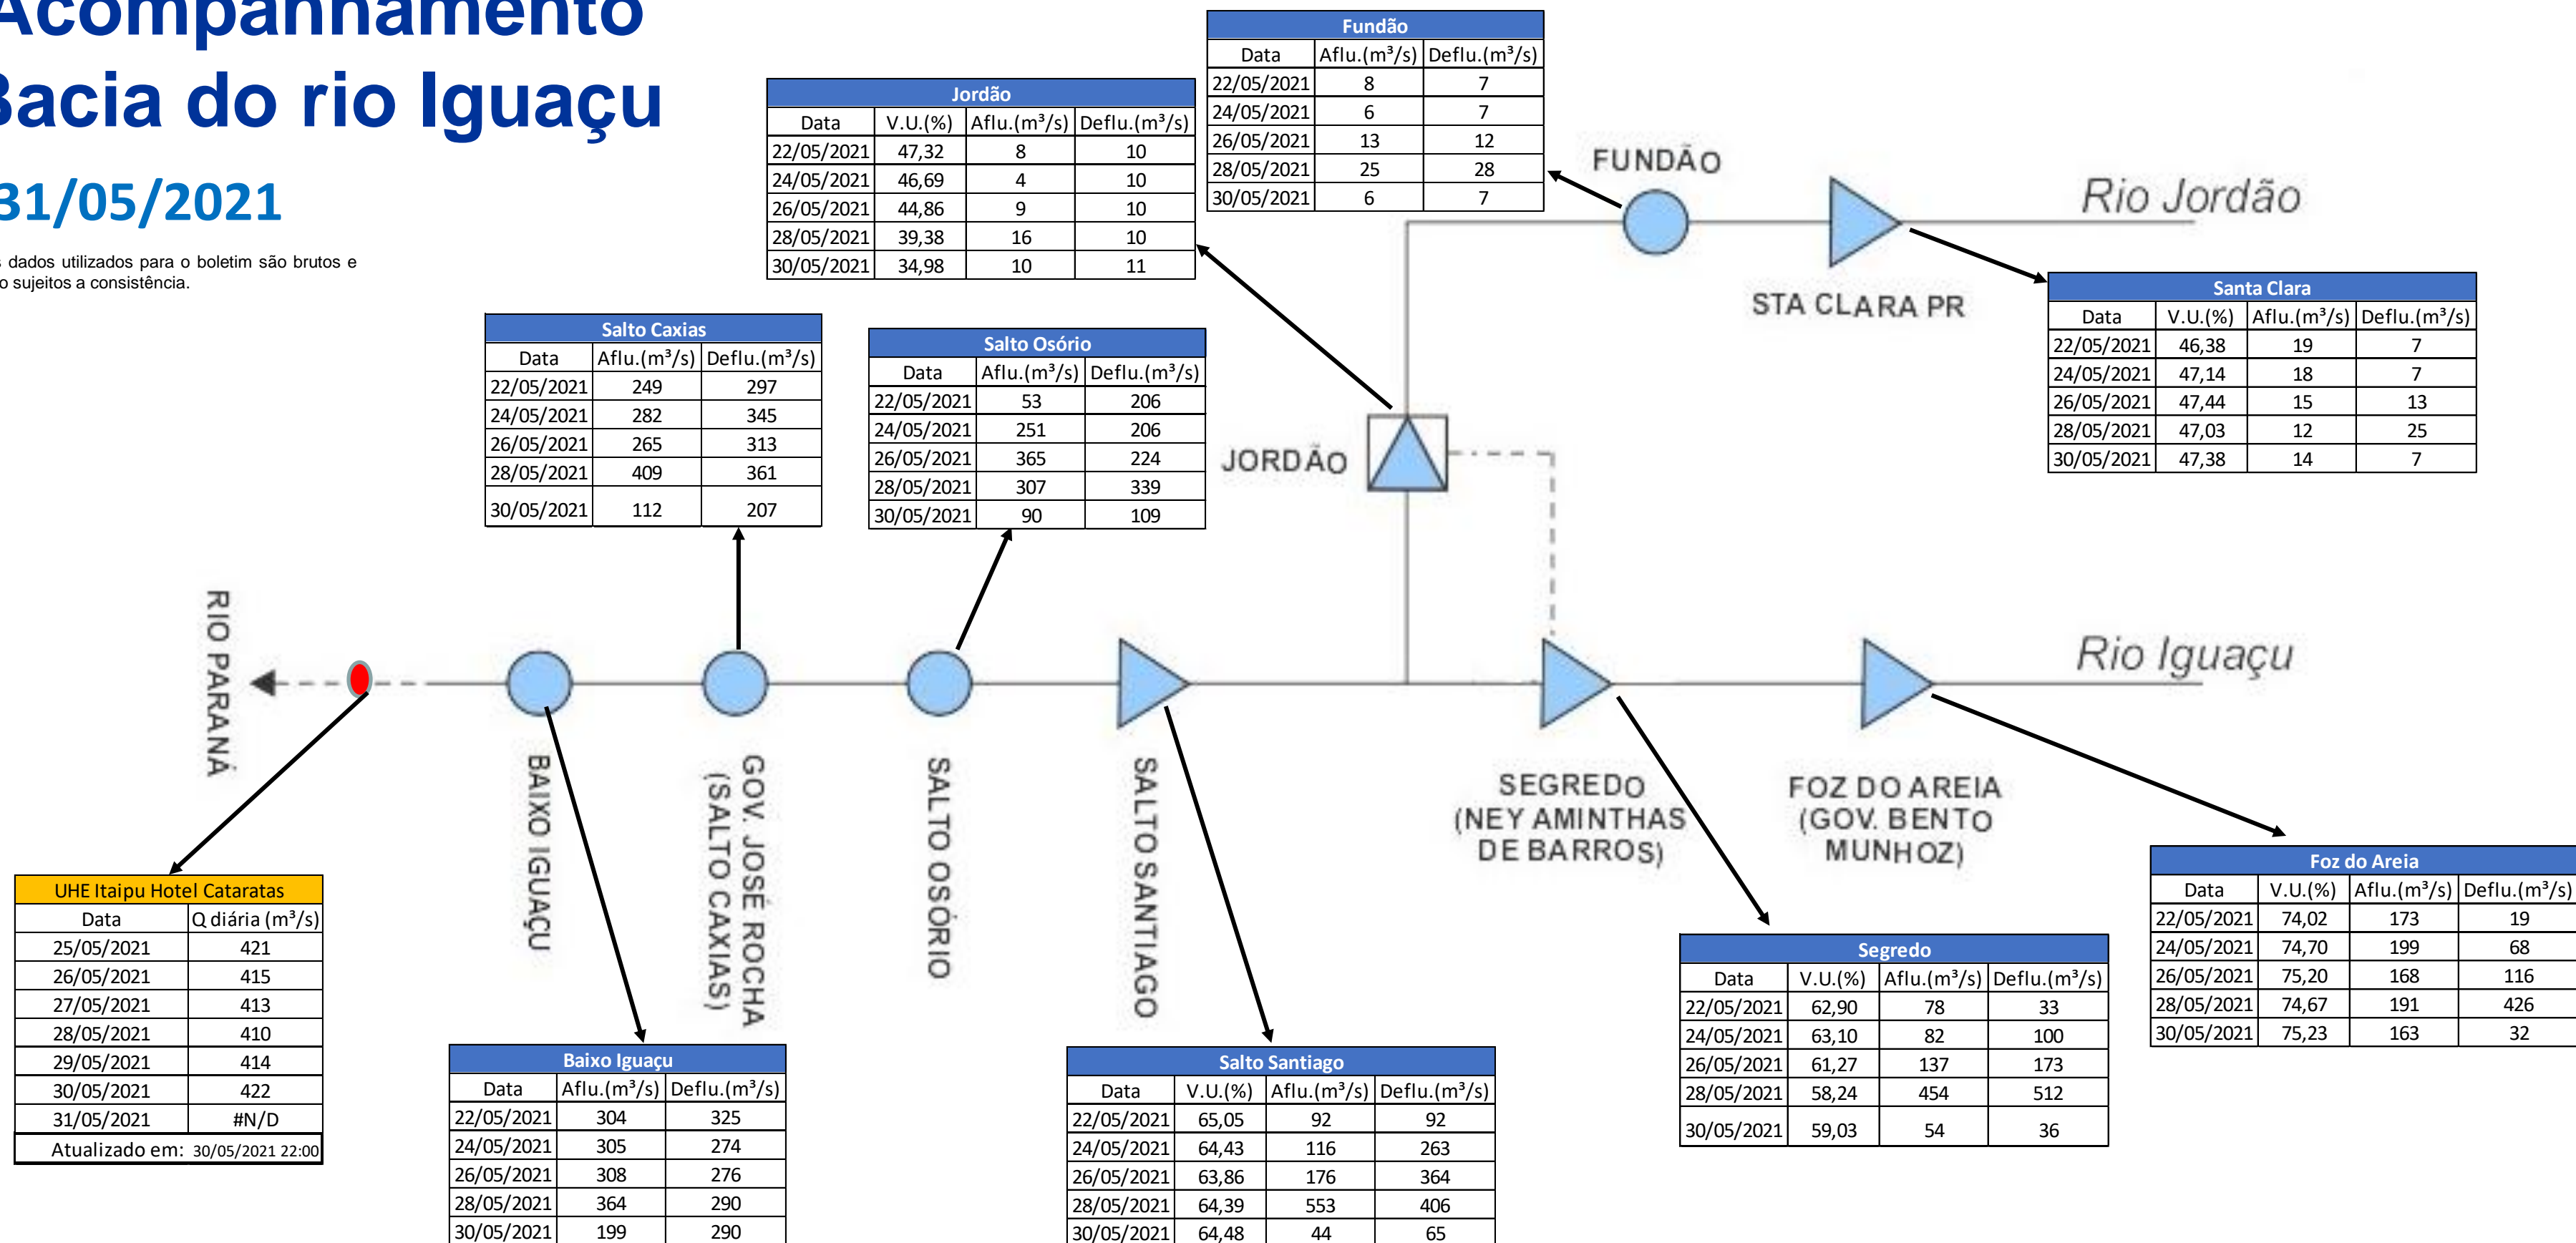 Acompanhamento
Bacia do rio Iguaçu
31/05/2021
s dados utilizados para o boletim são brutos e
o sujeitos a consistência.
Fundão
Data Aflu.(m³/s) Deflu.(m³/s)
22/05/2021 8 7
24/05/2021 6 7
26/05/2021 13 12
28/05/2021 25 28
30/05/2021 6 7
Jordão
Data V.U.(%) Aflu.(m³/s) Deflu.(m³/s)
22/05/2021 47,32 8 10
24/05/2021 46,69 4 10
26/05/2021 44,86 9 10
28/05/2021 39,38 16 10
30/05/2021 34,98 10 11
FUNDÃO
Rio Jordão
STA CLARA PR
Santa Clara
Data V.U.(%) Aflu.(m³/s) Deflu.(m³/s)
22/05/2021 46,38 19 7
24/05/2021 47,14 18 7
26/05/2021 47,44 15 13
28/05/2021 47,03 12 25
30/05/2021 47,38 14 7
Salto Caxias
Data Aflu.(m³/s) Deflu.(m³/s)
22/05/2021 249 297
24/05/2021 282 345
26/05/2021 265 313
28/05/2021 409 361
30/05/2021 112 207
Salto Osório
Data Aflu.(m³/s) Deflu.(m³/s)
22/05/2021 53 206
24/05/2021 251 206
26/05/2021 365 224
28/05/2021 307 339
30/05/2021 90 109
JORDÃO
RIO PARANÁ
Rio Iguaçu
BAIXO IGUAÇU
GOV. JOSÉ ROCHA
(SALTO CAXIAS)
SALTO OSÓRIO
SALTO SANTIAGO
SEGREDO
(NEY AMINTHAS
DE BARROS)
FOZ DO AREIA
(GOV. BENTO
MUNHOZ)
UHE Itaipu Hotel Cataratas
Data Q diária (m³/s)
25/05/2021 421
26/05/2021 415
27/05/2021 413
28/05/2021 410
29/05/2021 414
30/05/2021 422
31/05/2021 #N/D
Atualizado em: 30/05/2021 22:00
Baixo Iguaçu
Data Aflu.(m³/s) Deflu.(m³/s)
22/05/2021 304 325
24/05/2021 305 274
26/05/2021 308 276
28/05/2021 364 290
30/05/2021 199 290
Salto Santiago
Data V.U.(%) Aflu.(m³/s) Deflu.(m³/s)
22/05/2021 65,05 92 92
24/05/2021 64,43 116 263
26/05/2021 63,86 176 364
28/05/2021 64,39 553 406
30/05/2021 64,48 44 65
Segredo
Data V.U.(%) Aflu.(m³/s) Deflu.(m³/s)
22/05/2021 62,90 78 33
24/05/2021 63,10 82 100
26/05/2021 61,27 137 173
28/05/2021 58,24 454 512
30/05/2021 59,03 54 36
Foz do Areia
Data V.U.(%) Aflu.(m³/s) Deflu.(m³/s)
22/05/2021 74,02 173 19
24/05/2021 74,70 199 68
26/05/2021 75,20 168 116
28/05/2021 74,67 191 426
30/05/2021 75,23 163 32